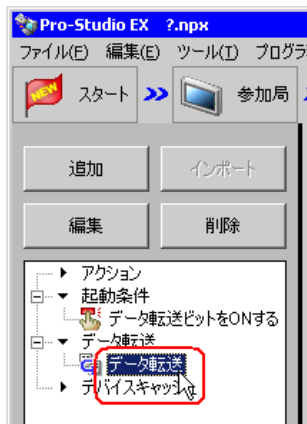 Pro-Studio EX ?.npx
ファイル(F) 編集(E) ツール(T) プログラ
NEW スタート 参加局
追加 インポート
編集 削除
アクション
起動条件
データ転送ビットをONする
データ転送
データ転送
デバイスキャッシュ